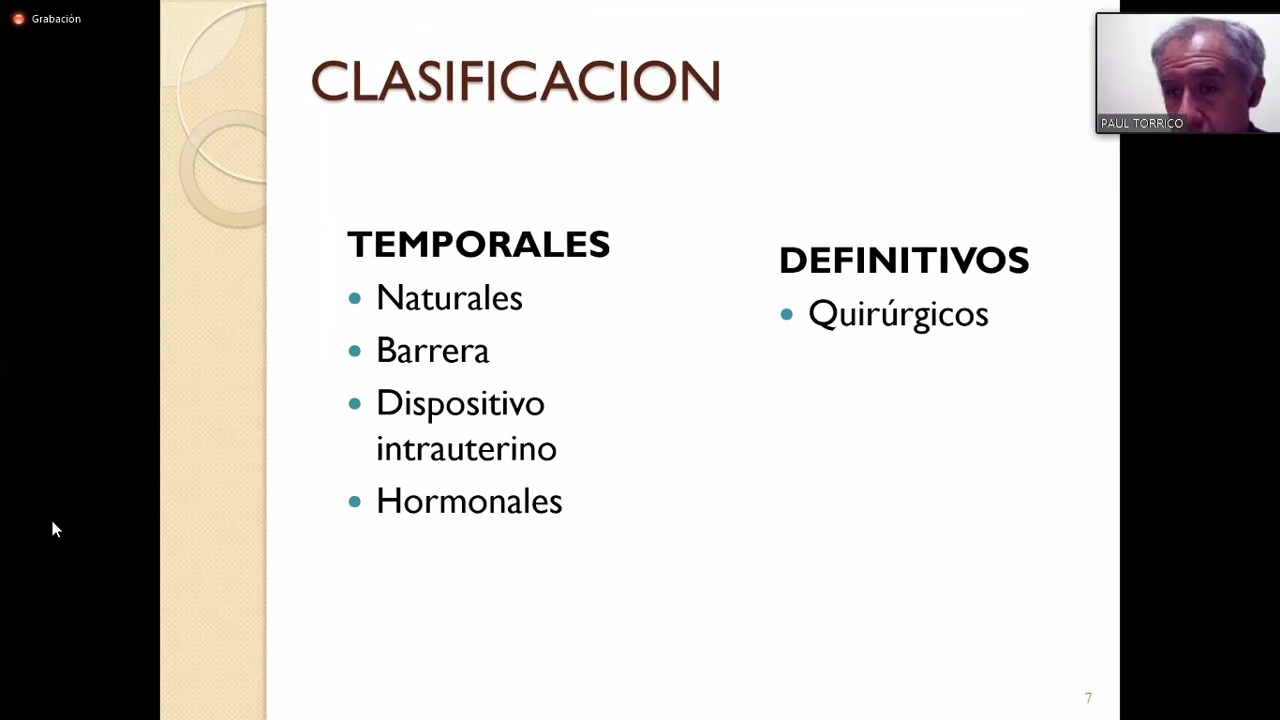 Grabación
CLASIFICACION
PAUL TORRICO
TEMPORALES
Naturales
Barrera
Dispositivo
intrauterino
Hormonales
DEFINITIVOS
Quirúrgicos
7